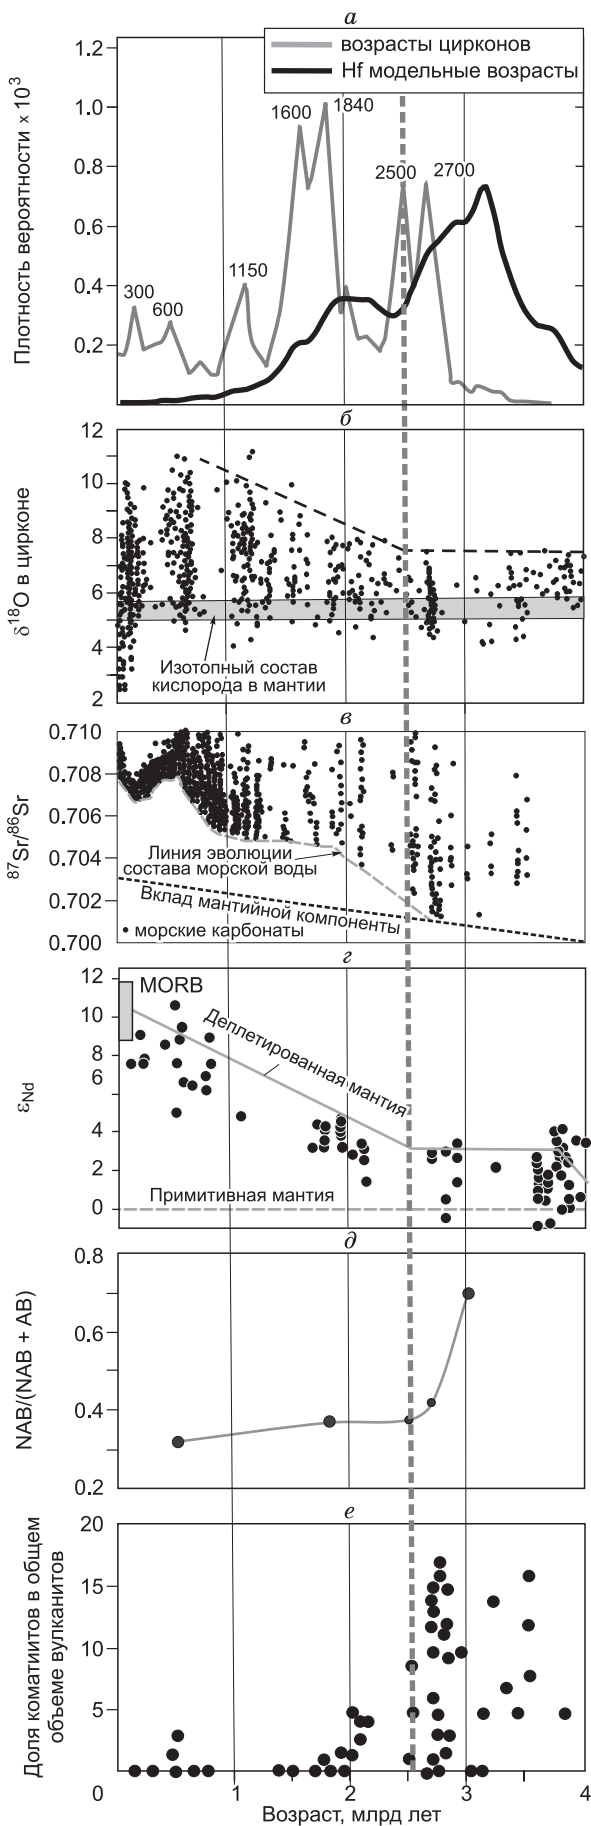 а
возрасты цирконов
Hf модельные возрасты
Плотность вероятности × 10³
1.2
1.0
0.8
0.6
0.4
0.2
300
600
1150
1600
1840
2500
2700
б
δ¹⁸O в цирконе
12
10
8
6
4
2
Изотопный состав
кислорода в мантии
в
⁸⁷Sr/⁸⁶Sr
0.710
0.708
0.706
0.704
0.702
0.700
Линия эволюции
состава морской воды
Вклад мантийной компоненты
морские карбонаты
г
εNd
12
10
8
6
4
2
0
MORB
Деплетированная мантия
Примитивная мантия
д
NAB/(NAB + AB)
0.8
0.6
0.4
0.2
е
Доля коматиитов в общем
объеме вулканитов
20
15
10
5
0
1
2
3
4
Возраст, млрд лет